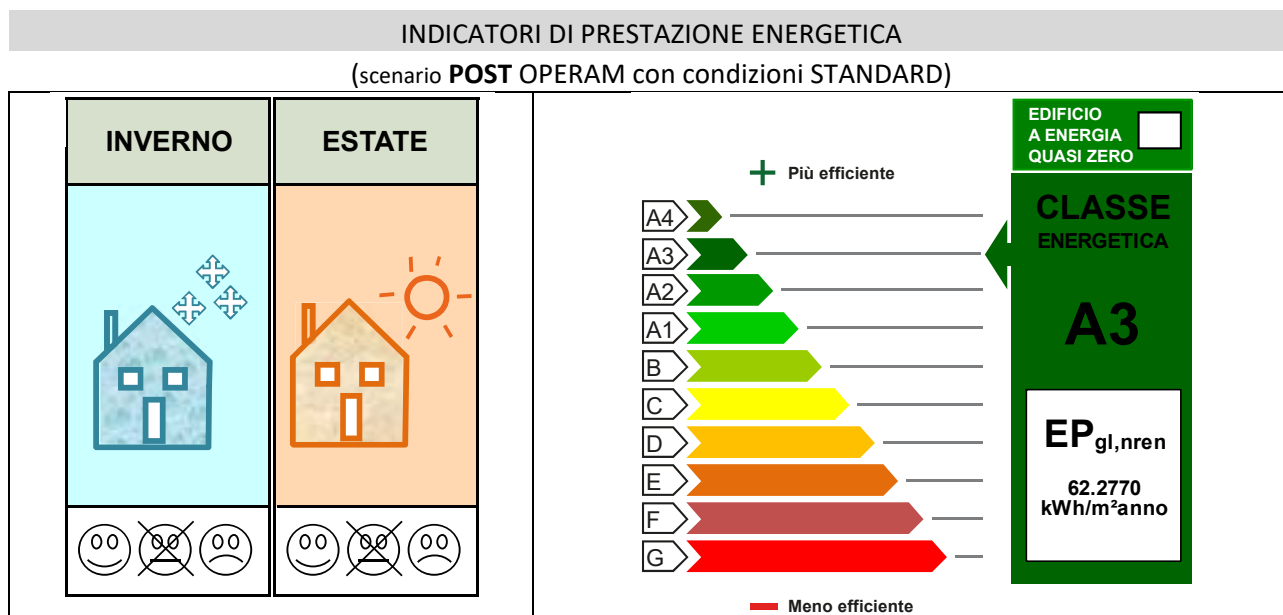 INDICATORI DI PRESTAZIONE ENERGETICA
(scenario POST OPERAM con condizioni STANDARD)
INVERNO
ESTATE
EDIFICIO
A ENERGIA
QUASI ZERO
Più efficiente
A4
A3
A2
A1
B
C
D
E
F
G
Meno efficiente
CLASSE
ENERGETICA
A3
EPgl,nren
62.2770
kWh/m²anno